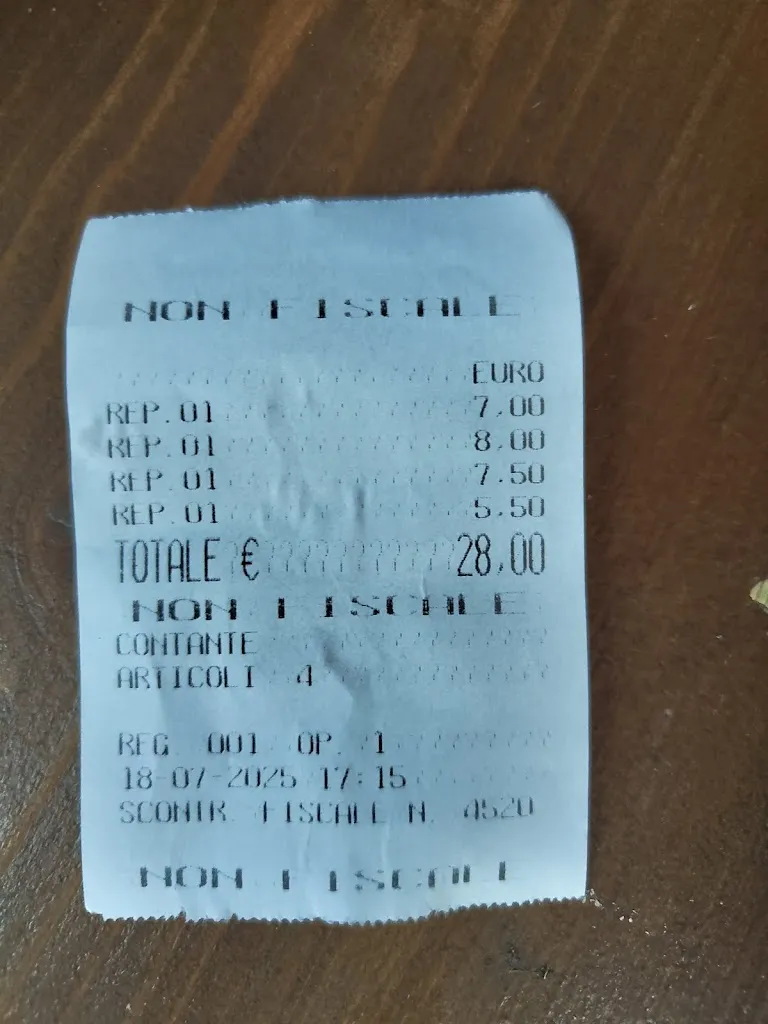 NON FISCALE
EURO
REP.01 7,00
REP.01 8,00
REP.01 7,50
REP.01 5,50
TOTALE € 28,00
NON FISCALE
CONTANTE
ARTICOLI 4
REG 001 OP. 1
18-07-2025 17:15
SCONTR. FISCALE N. 4520
NON FISCALE